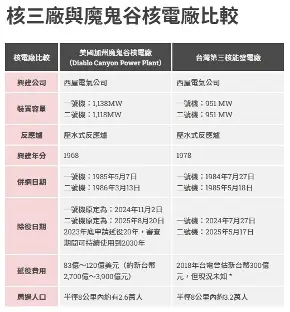 核三廠與魔鬼谷核電廠比較
核電廠比較
美國加州魔鬼谷核電廠
(Diablo Canyon Power Plant)
台灣第三核能發電廠
興建公司
西屋電氣公司
西屋電氣公司
裝置容量
一號機：1,138MW
二號機：1,118MW
一號機：951 MW
二號機：951 MW
反應爐
壓水式反應爐
壓水式反應爐
興建年分
1968
1978
併網日期
一號機：1985年5月7日
二號機：1986年3月13日
一號機：1984年7月27日
二號機：1985年5月18日
除役日期
一號機原定為：2024年11月2日
二號機原定為：2025年8月20日
2023年底申請延役20年，審查
期間可持續使用到2030年
一號機：2024年7月27日
二號機：2025年5月17日
延役費用
83億～120億美元（約新台幣
2,700億～3,900億元）
2018年台電曾估新台幣300億
元，但現況未知 *
周遭人口
半徑8公里內約有2.6萬人
半徑8公里內約3.2萬人